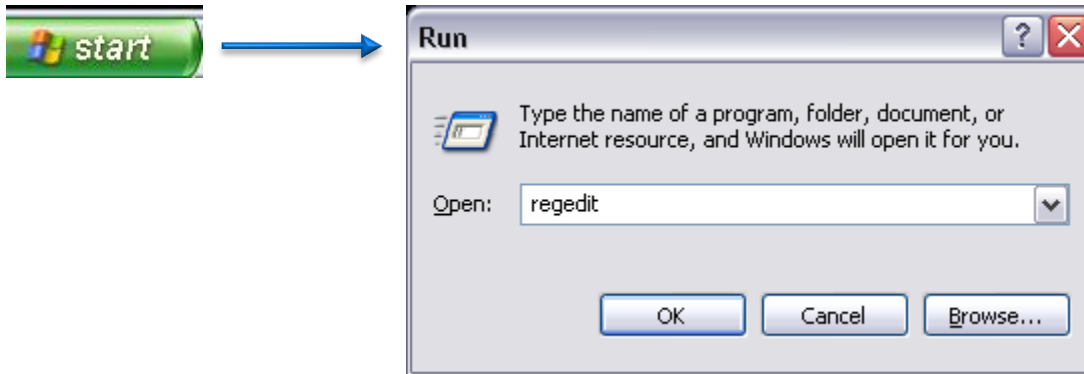 start
Run
Type the name of a program, folder, document, or
Internet resource, and Windows will open it for you.
Open: regedit
OK Cancel Browse...